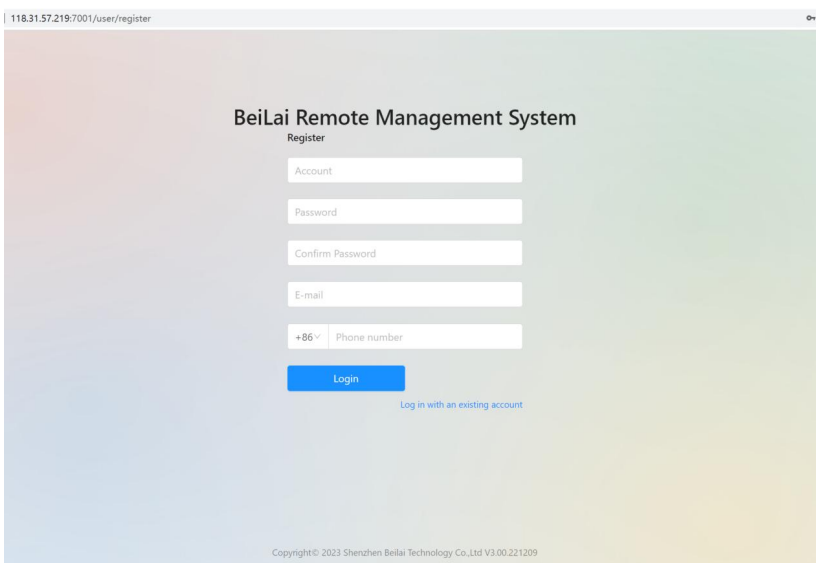 118.31.57.219:7001/user/register
BeiLai Remote Management System
Register
Account
Password
Confirm Password
E-mail
+86 Phone number
Login
Log in with an existing account
Copyright© 2023 Shenzhen Beilai Technology Co.,Ltd V3.00.221209